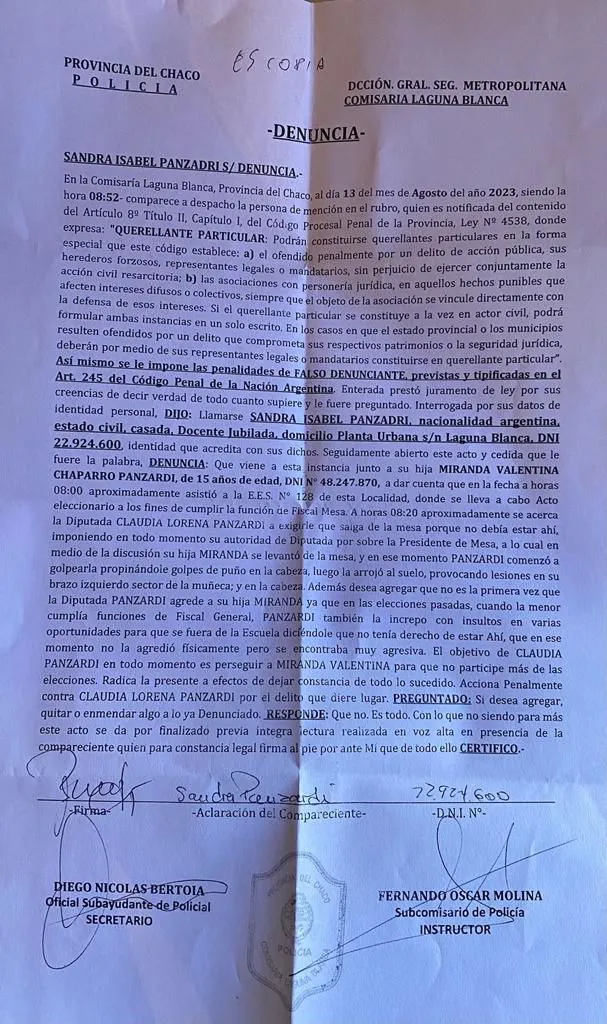 ES COPIA
PROVINCIA DEL CHACO
P O L I C I A
DCCIÓN. GRAL. SEG. METROPOLITANA
COMISARIA LAGUNA BLANCA
-DENUNCIA-
SANDRA ISABEL PANZADRI S/ DENUNCIA.-
En la Comisaría Laguna Blanca, Provincia del Chaco, al día 13 del mes de Agosto del año 2023, siendo la
hora 08:52- comparece a despacho la persona de mención en el rubro, quien es notificada del contenido
del Artículo 8º Título II, Capítulo I, del Código Procesal Penal de la Provincia, Ley Nº 4538, donde
expresa: "QUERELLANTE PARTICULAR: Podrán constituirse querellantes particulares en la forma
especial que este código establece: a) el ofendido penalmente por un delito de acción pública, sus
herederos forzosos, representantes legales o mandatarios, sin perjuicio de ejercer conjuntamente la
acción civil resarcitoria; b) las asociaciones con personería jurídica, en aquellos hechos punibles que
afecten intereses difusos o colectivos, siempre que el objeto de la asociación se vincule directamente con
la defensa de esos intereses. Si el querellante particular se constituye a la vez en actor civil, podrá
formular ambas instancias en un solo escrito. En los casos en que el estado provincial o los municipios
resulten ofendidos por un delito que comprometa sus respectivos patrimonios o la seguridad jurídica,
deberán por medio de sus representantes legales o mandatarios constituirse en querellante particular".
Así mismo se le impone las penalidades de FALSO DENUNCIANTE, previstas y tipificadas en el
Art. 245 del Código Penal de la Nación Argentina. Enterada prestó juramento de ley por sus
creencias de decir verdad de todo cuanto supiere y le fuere preguntado. Interrogada por sus datos de
identidad personal, DIJO: Llamarse SANDRA ISABEL PANZADRI, nacionalidad argentina,
estado civil, casada, Docente Jubilada, domicilio Planta Urbana s/n Laguna Blanca, DNI
22.924.600, identidad que acredita con sus dichos. Seguidamente abierto este acto y cedida que le
fuere la palabra, DENUNCIA: Que viene a esta instancia junto a su hija MIRANDA VALENTINA
CHAPARRO PANZARDI, de 15 años de edad, DNI Nº 48.247.870, a dar cuenta que en la fecha a horas
08:00 aproximadamente asistió a la E.E.S. Nº 128 de esta Localidad, donde se lleva a cabo Acto
eleccionario a los fines de cumplir la función de Fiscal Mesa. A horas 08:20 aproximadamente se acerca
la Diputada CLAUDIA LORENA PANZARDI a exigirle que salga de la mesa porque no debía estar ahí,
imponiendo en todo momento su autoridad de Diputada por sobre la Presidente de Mesa, a lo cual en
medio de la discusión su hija MIRANDA se levantó de la mesa, y en ese momento PANZARDI comenzó a
golpearla propinándole golpes de puño en la cabeza, luego la arrojó al suelo, provocando lesiones en su
brazo izquierdo sector de la muñeca; y en la cabeza. Además desea agregar que no es la primera vez que
la Diputada PANZARDI agrede a su hija MIRANDA ya que en las elecciones pasadas, cuando la menor
cumplía funciones de Fiscal General, PANZARDI también la increpo con insultos en varias
oportunidades para que se fuera de la Escuela diciéndole que no tenía derecho de estar Ahí, que en ese
momento no la agredió físicamente pero se encontraba muy agresiva. El objetivo de CLAUDIA
PANZARDI en todo momento es perseguir a MIRANDA VALENTINA para que no participe más de las
elecciones. Radica la presente a efectos de dejar constancia de todo lo sucedido. Acciona Penalmente
contra CLAUDIA LORENA PANZARDI por el delito que diere lugar. PREGUNTADO: Si desea agregar,
quitar o enmendar algo a lo ya Denunciado. RESPONDE: Que no. Es todo. Con lo que no siendo para más
este acto se da por finalizado previa integra lectura realizada en voz alta en presencia de la
compareciente quien para constancia legal firma al pie por ante Mi que de todo ello CERTIFICO.-
Sandra Panzardi 22924600
-Firma- -Aclaración del Compareciente- -D.N.I. Nº-
DIEGO NICOLAS BERTOIA
Oficial Subayudante de Policial
SECRETARIO
FERNANDO OSCAR MOLINA
Subcomisario de Policía
INSTRUCTOR
PROVINCIA DEL CHACO
POLICIA
COMISARIA LAGUNA BLANCA